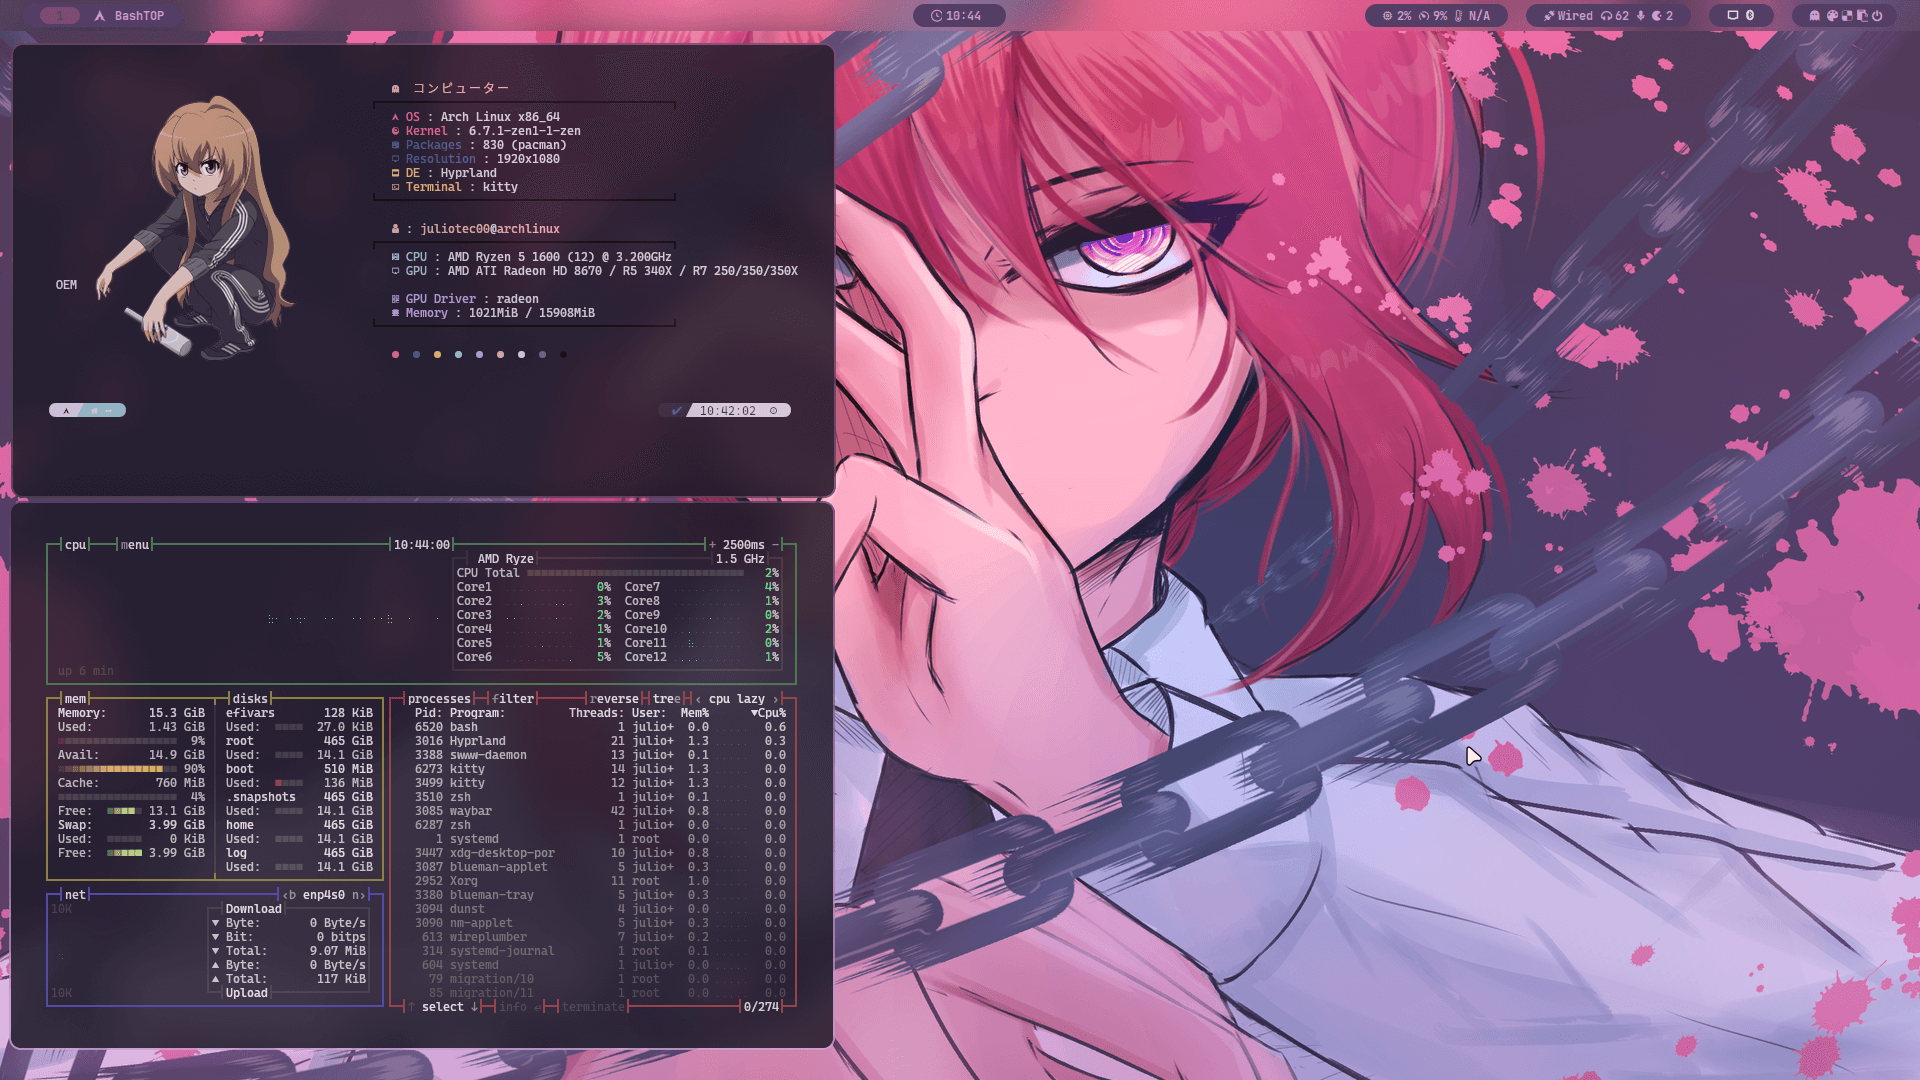 1 BashTOP
10:44
2% 9% N/A
Wired 62 2
コンピューター
OS : Arch Linux x86_64
Kernel : 6.7.1-zen1-1-zen
Packages : 830 (pacman)
Resolution : 1920x1080
DE : Hyprland
Terminal : kitty
: juliotec00@archlinux
CPU : AMD Ryzen 5 1600 (12) @ 3.200GHz
GPU : AMD ATI Radeon HD 8670 / R5 340X / R7 250/350/350X
OEM
GPU Driver : radeon
Memory : 1021MiB / 15908MiB
10:42:02
cpu menu 10:44:00 + 2500ms -
AMD Ryze 1.5 GHz
CPU Total 2%
Core1 0% Core7 4%
Core2 3% Core8 1%
Core3 2% Core9 0%
Core4 1% Core10 2%
Core5 1% Core11 0%
Core6 5% Core12 1%
up 6 min
mem
Memory: 15.3 GiB
Used: 1.43 GiB
9%
Avail: 14.9 GiB
90%
Cache: 760 MiB
4%
Free: 13.1 GiB
Swap: 3.99 GiB
Used: 0 KiB
Free: 3.99 GiB
disks
efivars 128 KiB
Used: 27.0 KiB
root 465 GiB
Used: 14.1 GiB
boot 510 MiB
Used: 136 MiB
.snapshots 465 GiB
Used: 14.1 GiB
home 465 GiB
Used: 14.1 GiB
log 465 GiB
Used: 14.1 GiB
net ‹b enp4s0 n›
10K
Download
▼ Byte: 0 Byte/s
▼ Bit: 0 bitps
▼ Total: 9.07 MiB
▲ Byte: 0 Byte/s
▲ Total: 117 KiB
10K
Upload
processes filter reverse tree ‹ cpu lazy ›
Pid: Program: Threads: User: Mem% ▼Cpu%
6520 bash 1 julio+ 0.0 0.6
3016 Hyprland 21 julio+ 1.3 0.3
3388 swww-daemon 13 julio+ 0.1 0.0
6273 kitty 14 julio+ 1.3 0.0
3499 kitty 12 julio+ 1.3 0.0
3510 zsh 1 julio+ 0.1 0.0
3085 waybar 42 julio+ 0.8 0.0
6287 zsh 1 julio+ 0.0 0.0
1 systemd 1 root 0.0 0.0
3447 xdg-desktop-por 10 julio+ 0.8 0.0
3087 blueman-applet 5 julio+ 0.3 0.0
2952 Xorg 11 root 1.0 0.0
3380 blueman-tray 5 julio+ 0.3 0.0
3094 dunst 4 julio+ 0.0 0.0
3090 nm-applet 5 julio+ 0.3 0.0
613 wireplumber 7 julio+ 0.2 0.0
314 systemd-journal 1 root 0.1 0.0
604 systemd 1 julio+ 0.0 0.0
79 migration/10 1 root 0.0 0.0
85 migration/11 1 root 0.0 0.0
↑ select ↓ info ↵ terminate 0/274